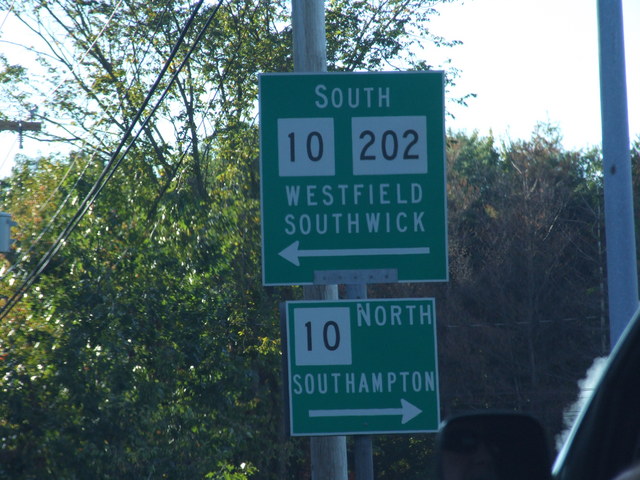 SOUTH
10 202
WESTFIELD
SOUTHWICK
10 NORTH
SOUTHAMPTON